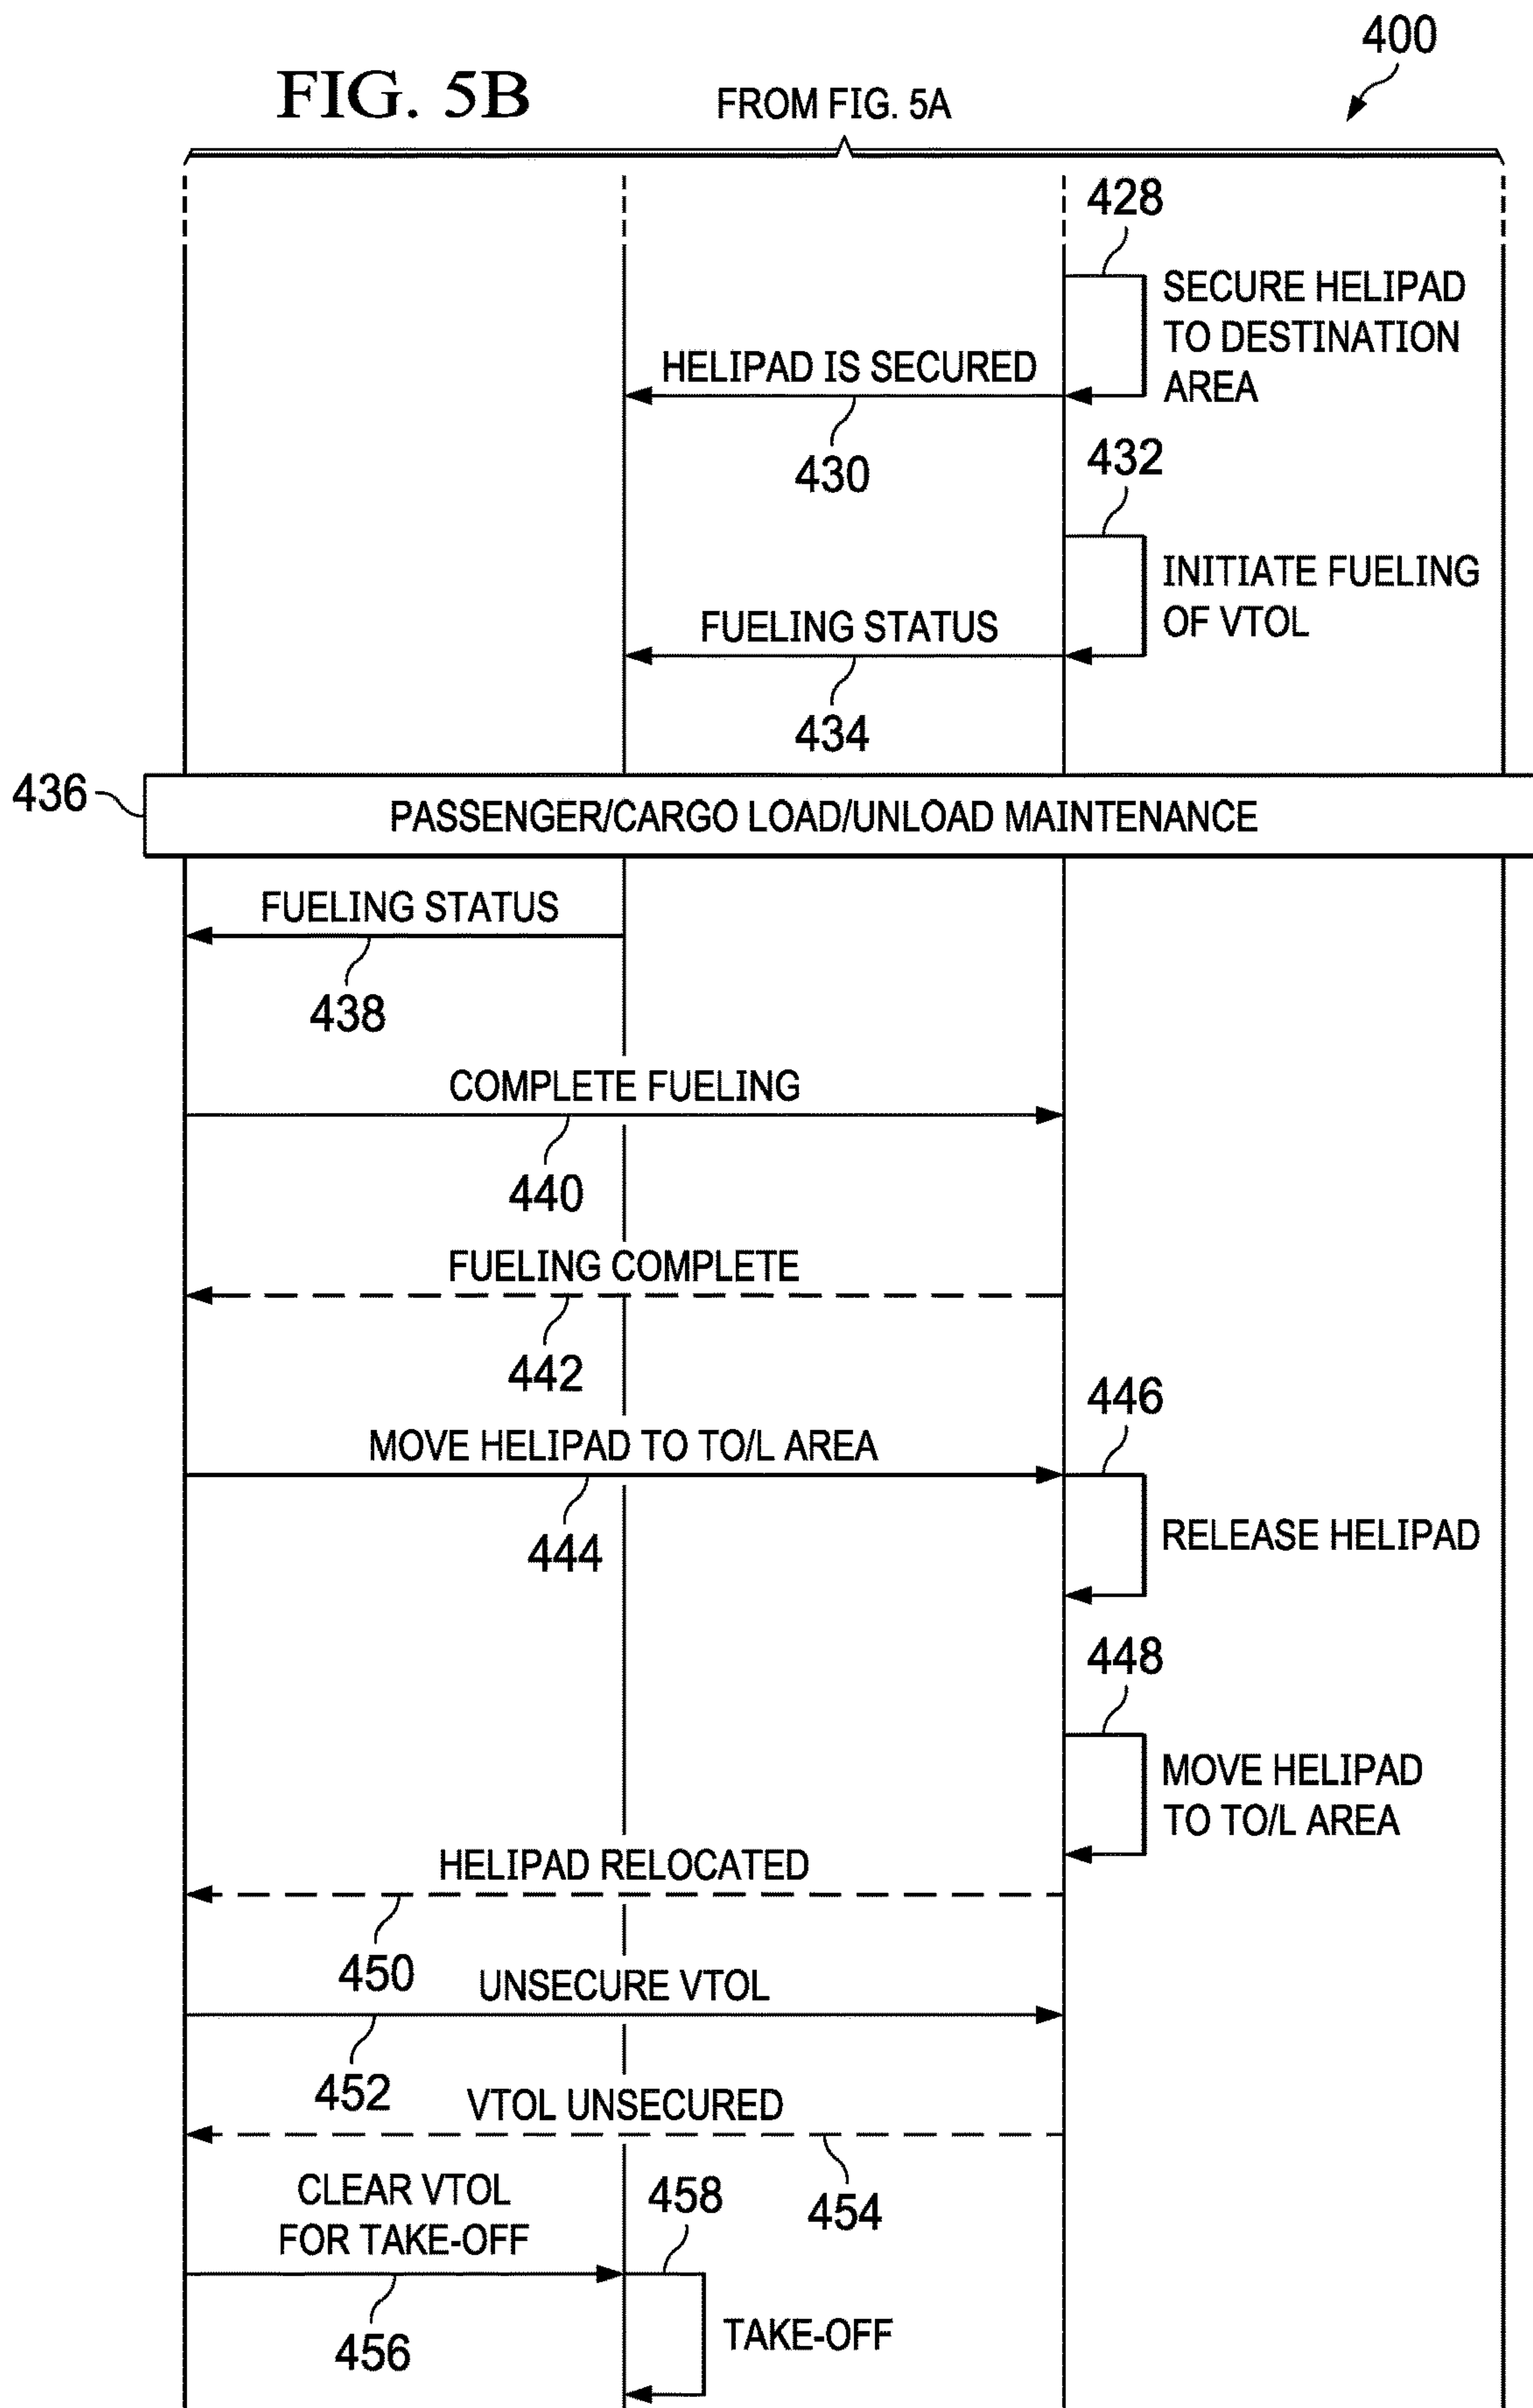 400
FIG. 5B
FROM FIG. 5A
428
SECURE HELIPAD
TO DESTINATION
AREA
HELIPAD IS SECURED
430
432
INITIATE FUELING
OF VTOL
FUELING STATUS
434
436
PASSENGER/CARGO LOAD/UNLOAD MAINTENANCE
FUELING STATUS
438
COMPLETE FUELING
440
FUELING COMPLETE
442
446
MOVE HELIPAD TO TO/L AREA
444
RELEASE HELIPAD
448
MOVE HELIPAD
TO TO/L AREA
HELIPAD RELOCATED
450
UNSECURE VTOL
452
VTOL UNSECURED
454
CLEAR VTOL
FOR TAKE-OFF
458
456
TAKE-OFF